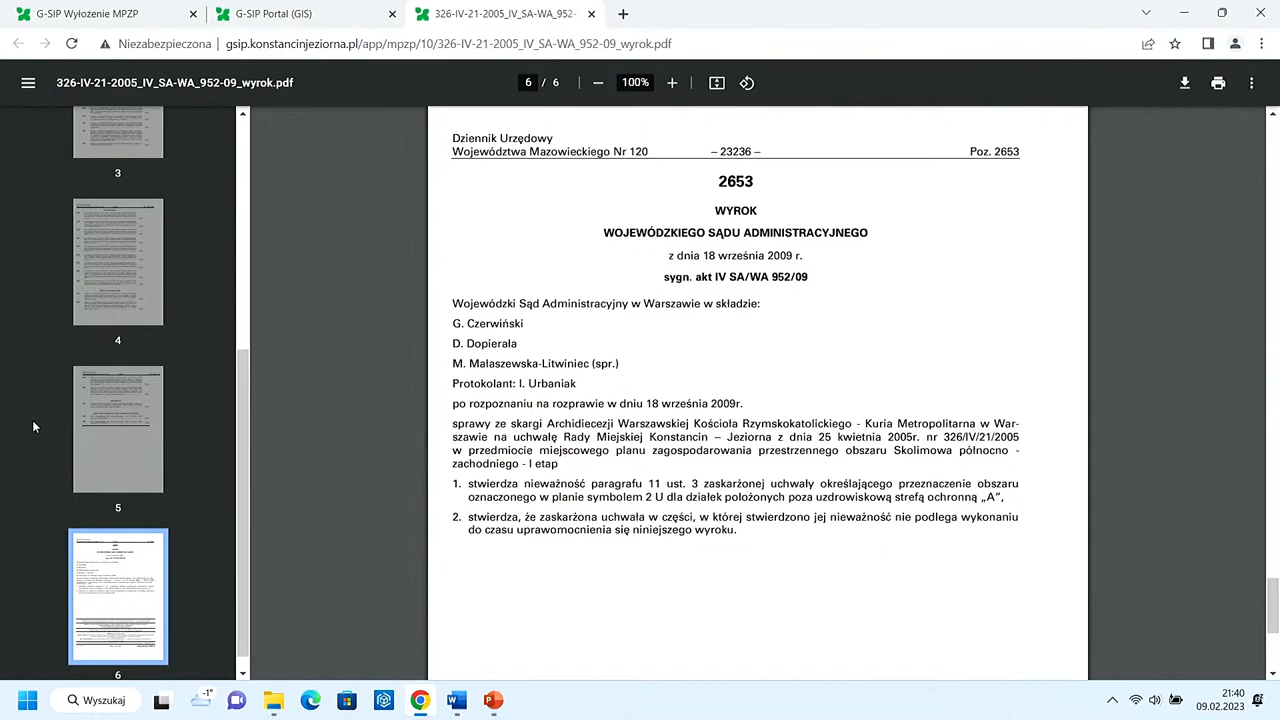 G-SIP Wyłożenie MPZP
G-SIP Portal (GIS)
326-IV-21-2005_IV_SA-WA_952-
Niezabezpieczona
gsip.konstancinjeziorna.pl/app/mpzp/10/326-IV-21-2005_IV_SA-WA_952-09_wyrok.pdf
326-IV-21-2005_IV_SA-WA_952-09_wyrok.pdf
6 / 6
100%
3
4
5
6
Dziennik Urzędowy
Województwa Mazowieckiego Nr 120 – 23236 – Poz. 2653
2653
WYROK
WOJEWÓDZKIEGO SĄDU ADMINISTRACYJNEGO
z dnia 18 września 2009 r.
sygn. akt IV SA/WA 952/09
Wojewódzki Sąd Administracyjny w Warszawie w składzie:
G. Czerwiński
D. Dopierala
M. Małaszewska-Litwiniec (spr.)
Protokolant: I. Urbaniak
po rozpoznaniu na rozprawie w dniu 18 września 2009r.
sprawy ze skargi Archidiecezji Warszawskiej Kościoła Rzymskokatolickiego - Kuria Metropolitarna w War-
szawie na uchwałę Rady Miejskiej Konstancin – Jeziorna z dnia 25 kwietnia 2005r. nr 326/IV/21/2005
w przedmiocie miejscowego planu zagospodarowania przestrzennego obszaru Skolimowa północno -
zachodniego - I etap
1. stwierdza nieważność paragrafu 11 ust. 3 zaskarżonej uchwały określającego przeznaczenie obszaru
oznaczonego w planie symbolem 2 U dla działek położonych poza uzdrowiskową strefą ochronną „A",
2. stwierdza, że zaskarżona uchwała w części, w której stwierdzono jej nieważność nie podlega wykonaniu
do czasu uprawomocnienia się niniejszego wyroku.
Wyszukaj
-1°
21:40
09.02.2023